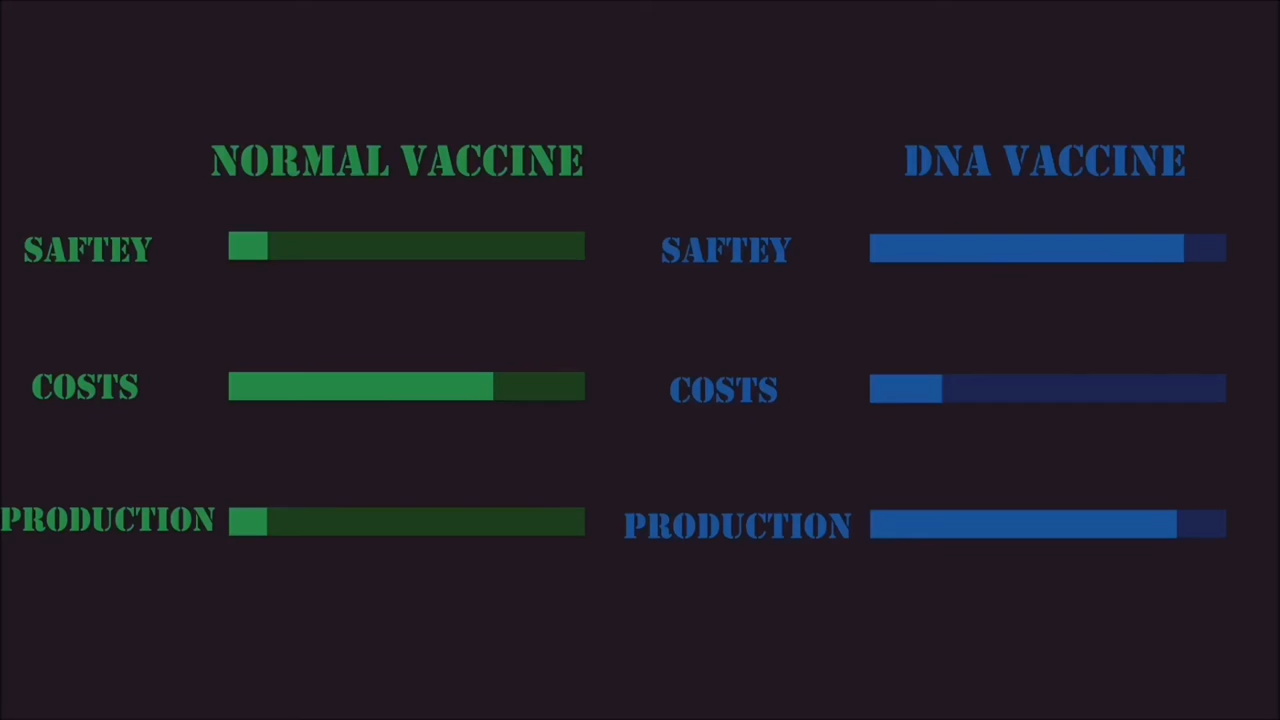 NORMAL VACCINE
SAFTEY
COSTS
PRODUCTION
DNA VACCINE
SAFTEY
COSTS
PRODUCTION